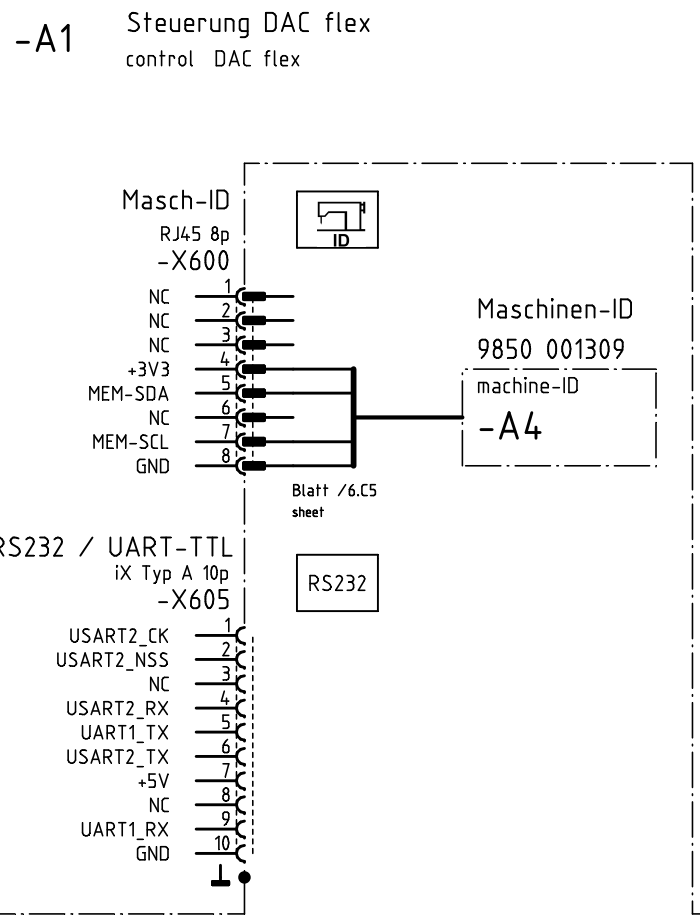 -A1
Steuerung DAC flex
control DAC flex
Masch-ID
RJ45 8p
-X600
ID
NC 1
NC 2
NC 3
+3V3 4
MEM-SDA 5
NC 6
MEM-SCL 7
GND 8
Maschinen-ID
9850 001309
machine-ID
-A4
Blatt /6.C5
sheet
RS232 / UART-TTL
iX Typ A 10p
-X605
RS232
USART2_CK 1
USART2_NSS 2
NC 3
USART2_RX 4
UART1_TX 5
USART2_TX 6
+5V 7
NC 8
UART1_RX 9
GND 10